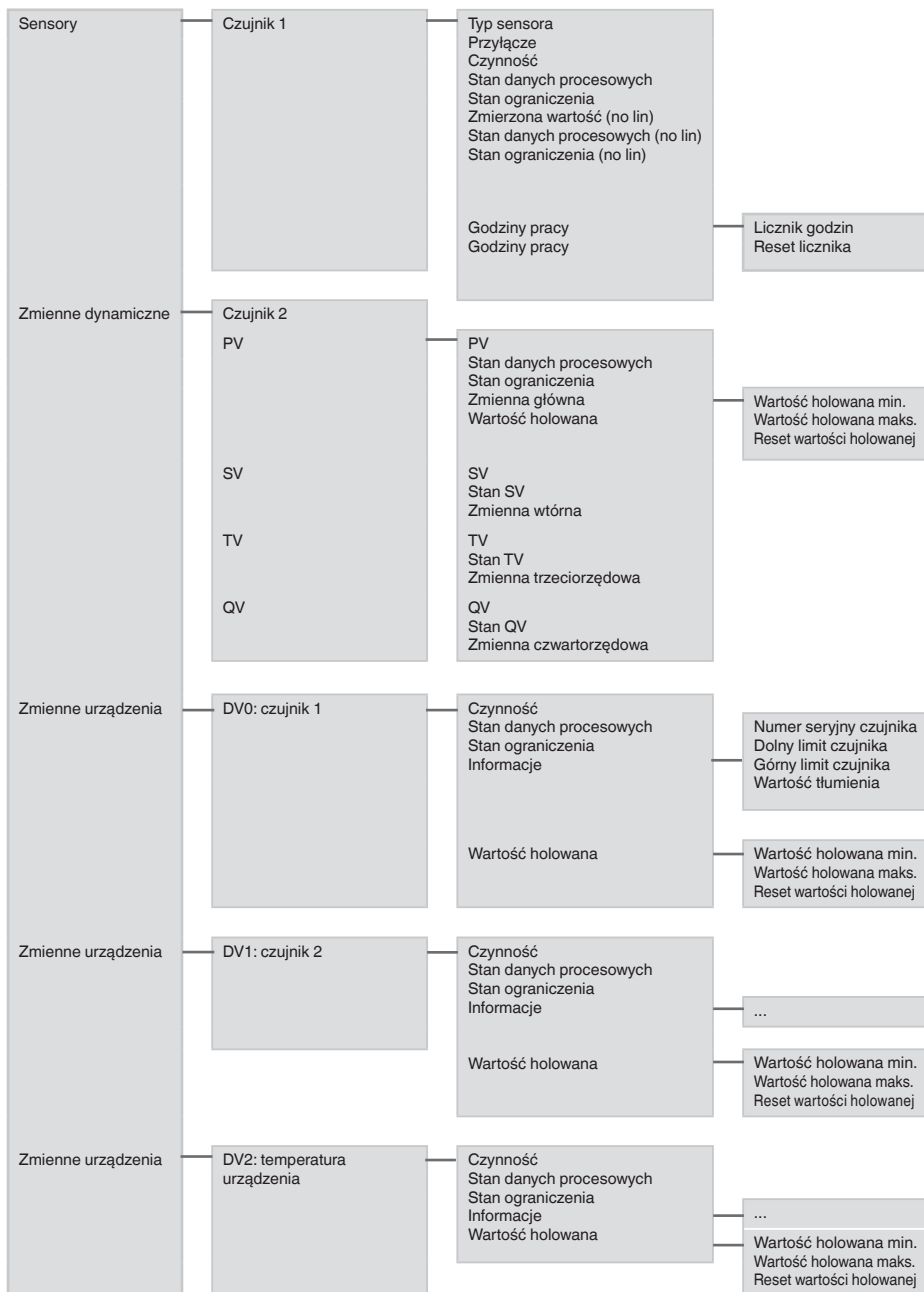 Sensory
Czujnik 1
Typ sensora
Przyłącze
Czynność
Stan danych procesowych
Stan ograniczenia
Zmierzona wartość (no lin)
Stan danych procesowych (no lin)
Stan ograniczenia (no lin)
Godziny pracy
Godziny pracy
Licznik godzin
Reset licznika
Zmienne dynamiczne
Czujnik 2
PV
PV
Stan danych procesowych
Stan ograniczenia
Zmienna główna
Wartość holowana
Wartość holowana min.
Wartość holowana maks.
Reset wartości holowanej
SV
SV
Stan SV
Zmienna wtórna
TV
TV
Stan TV
Zmienna trzeciorzędowa
QV
QV
Stan QV
Zmienna czwartorzędowa
Zmienne urządzenia
DV0: czujnik 1
Czynność
Stan danych procesowych
Stan ograniczenia
Informacje
Numer seryjny czujnika
Dolny limit czujnika
Górny limit czujnika
Wartość tłumienia
Wartość holowana
Wartość holowana min.
Wartość holowana maks.
Reset wartości holowanej
Zmienne urządzenia
DV1: czujnik 2
Czynność
Stan danych procesowych
Stan ograniczenia
Informacje
...
Wartość holowana
Wartość holowana min.
Wartość holowana maks.
Reset wartości holowanej
Zmienne urządzenia
DV2: temperatura
urządzenia
Czynność
Stan danych procesowych
Stan ograniczenia
Informacje
Wartość holowana
...
Wartość holowana min.
Wartość holowana maks.
Reset wartości holowanej